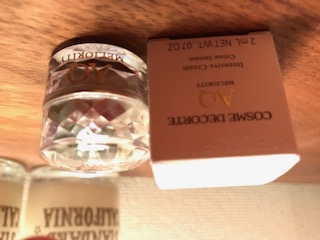 COSME DECORTE
AQ
MELIORITY
Intensive Cream
Crème Intense
2 mL NET WT. .07 OZ.
AQ
MELIORITY
CALIFORNIA